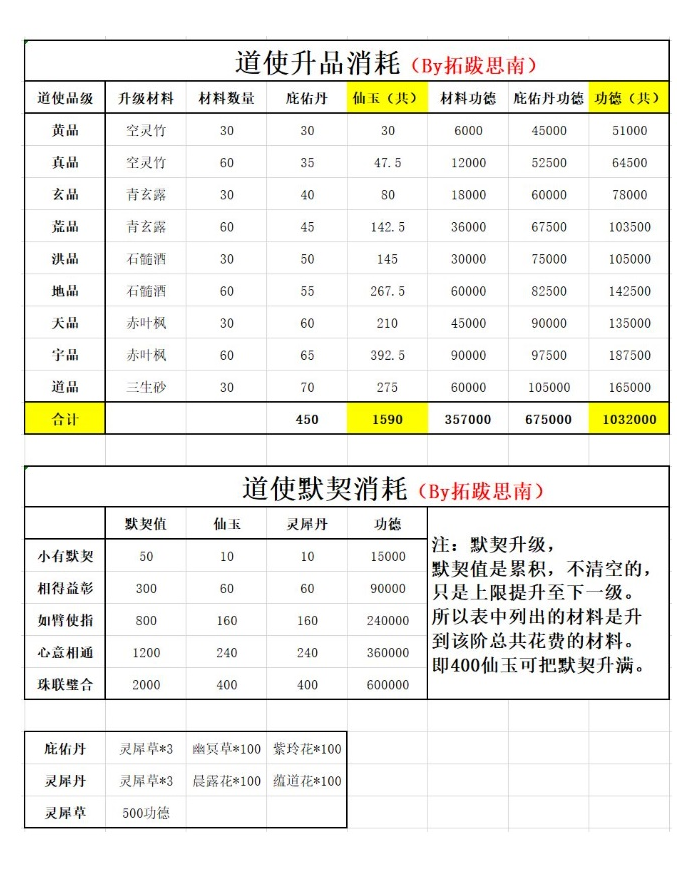 道使升品消耗（By拓跋思南）
道使品级 升级材料 材料数量 庇佑丹 仙玉（共） 材料功德 庇佑丹功德 功德（共）
黄品 空灵竹 30 30 30 6000 45000 51000
真品 空灵竹 60 35 47.5 12000 52500 64500
玄品 青玄露 30 40 80 18000 60000 78000
荒品 青玄露 60 45 142.5 36000 67500 103500
洪品 石髓酒 30 50 145 30000 75000 105000
地品 石髓酒 60 55 267.5 60000 82500 142500
天品 赤叶枫 30 60 210 45000 90000 135000
宇品 赤叶枫 60 65 392.5 90000 97500 187500
道品 三生砂 30 70 275 60000 105000 165000
合计 450 1590 357000 675000 1032000
道使默契消耗（By拓跋思南）
默契值 仙玉 灵犀丹 功德
小有默契 50 10 10 15000
相得益彰 300 60 60 90000
如臂使指 800 160 160 240000
心意相通 1200 240 240 360000
珠联璧合 2000 400 400 600000
注：默契升级，
默契值是累积，不清空的，
只是上限提升至下一级。
所以表中列出的材料是升
到该阶总共花费的材料。
即400仙玉可把默契升满。
庇佑丹 灵犀草*3 幽冥草*100 紫玲花*100
灵犀丹 灵犀草*3 晨露花*100 蕴道花*100
灵犀草 500功德